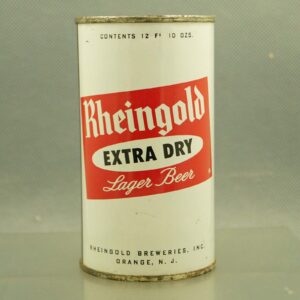 CONTENTS 12 FL OZS.
Rheingold
EXTRA DRY
Lager Beer
RHEINGOLD BREWERIES, INC.
ORANGE, N. J.